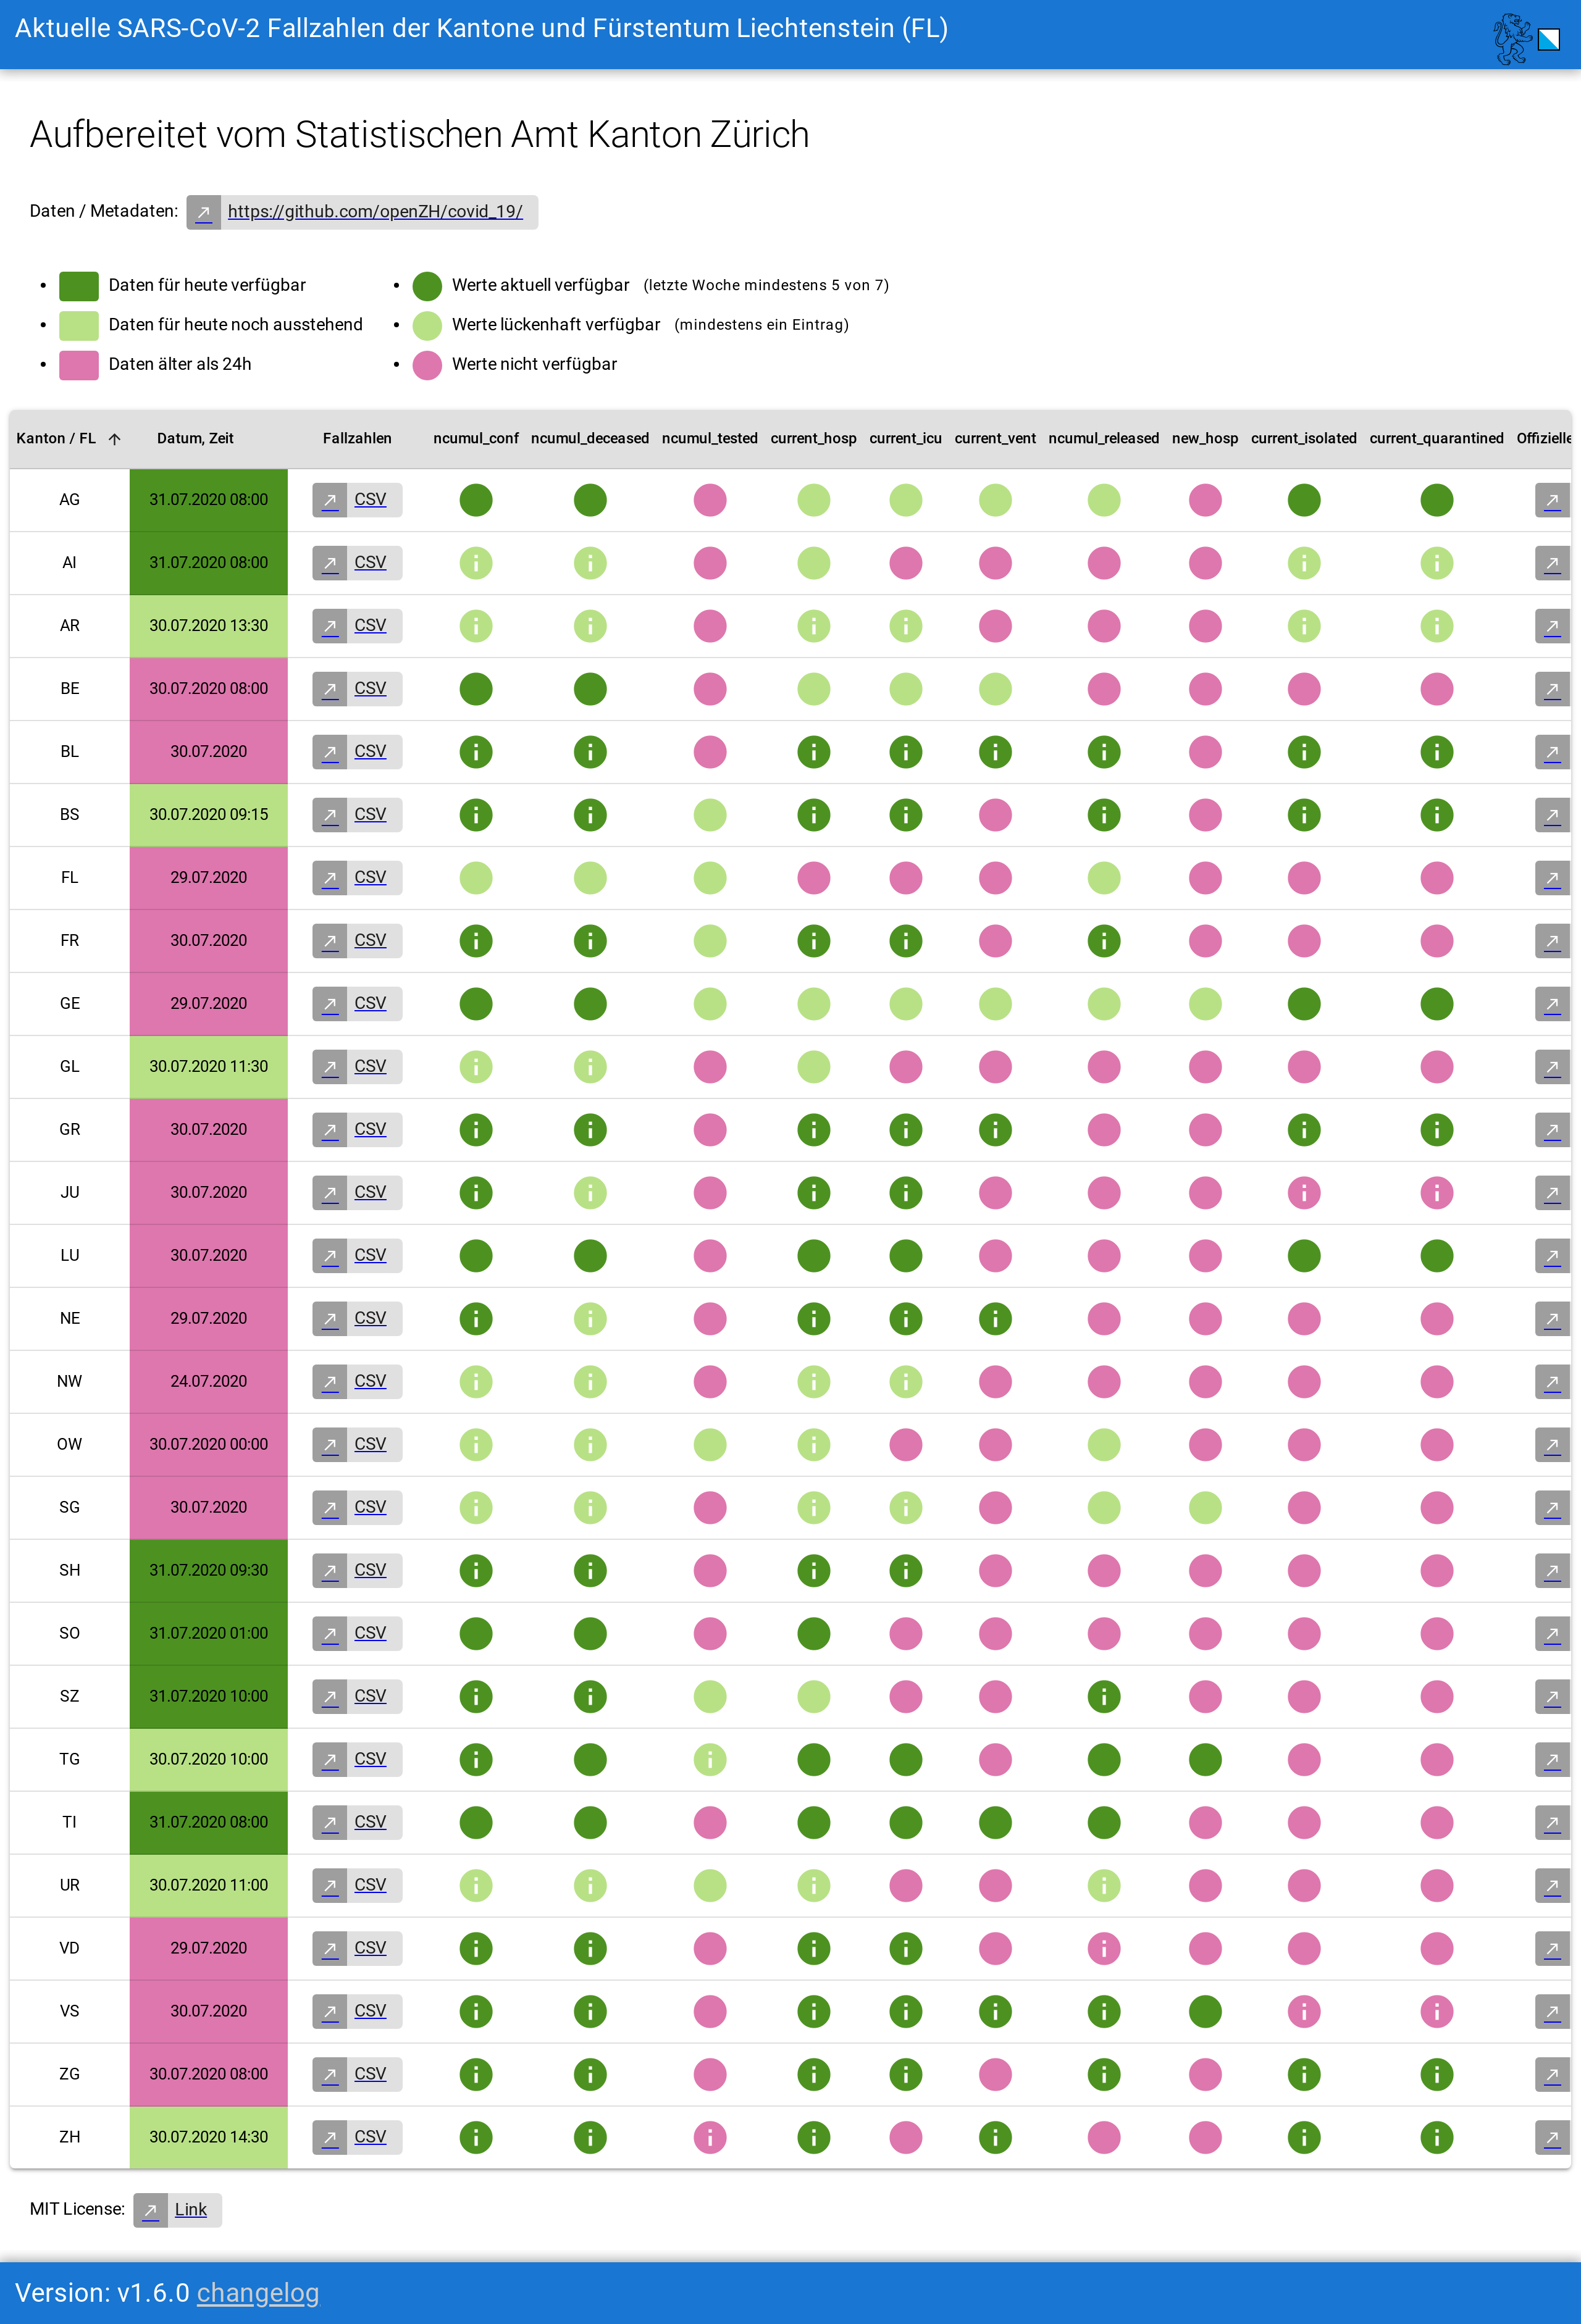 Aktuelle SARS-CoV-2 Fallzahlen der Kantone und Fürstentum Liechtenstein (FL)
Aufbereitet vom Statistischen Amt Kanton Zürich
Daten / Metadaten: https://github.com/openZH/covid_19/
Daten für heute verfügbar
Daten für heute noch ausstehend
Daten älter als 24h
Werte aktuell verfügbar (letzte Woche mindestens 5 von 7)
Werte lückenhaft verfügbar (mindestens ein Eintrag)
Werte nicht verfügbar
Kanton / FL Datum, Zeit Fallzahlen ncumul_conf ncumul_deceased ncumul_tested current_hosp current_icu current_vent ncumul_released new_hosp current_isolated current_quarantined Offizielle
AG 31.07.2020 08:00 CSV
AI 31.07.2020 08:00 CSV
AR 30.07.2020 13:30 CSV
BE 30.07.2020 08:00 CSV
BL 30.07.2020 CSV
BS 30.07.2020 09:15 CSV
FL 29.07.2020 CSV
FR 30.07.2020 CSV
GE 29.07.2020 CSV
GL 30.07.2020 11:30 CSV
GR 30.07.2020 CSV
JU 30.07.2020 CSV
LU 30.07.2020 CSV
NE 29.07.2020 CSV
NW 24.07.2020 CSV
OW 30.07.2020 00:00 CSV
SG 30.07.2020 CSV
SH 31.07.2020 09:30 CSV
SO 31.07.2020 01:00 CSV
SZ 31.07.2020 10:00 CSV
TG 30.07.2020 10:00 CSV
TI 31.07.2020 08:00 CSV
UR 30.07.2020 11:00 CSV
VD 29.07.2020 CSV
VS 30.07.2020 CSV
ZG 30.07.2020 08:00 CSV
ZH 30.07.2020 14:30 CSV
MIT License: Link
Version: v1.6.0 changelog